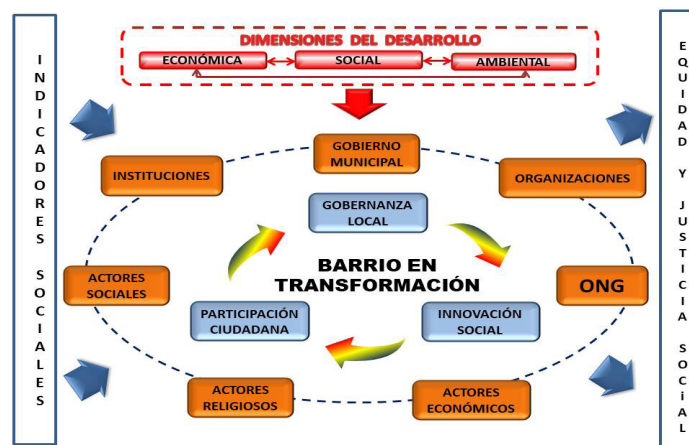 INDICADORES SOCIALES
DIMENSIONES DEL DESARROLLO
ECONÓMICA
SOCIAL
AMBIENTAL
GOBIERNO
MUNICIPAL
INSTITUCIONES
ORGANIZACIONES
GOBERNANZA
LOCAL
BARRIO EN
TRANSFORMACIÓN
ACTORES
SOCIALES
ONG
PARTICIPACIÓN
CIUDADANA
INNOVACIÓN
SOCIAL
ACTORES
RELIGIOSOS
ACTORES
ECONÓMICOS
EQUIDAD Y JUSTICIA SOCiAL